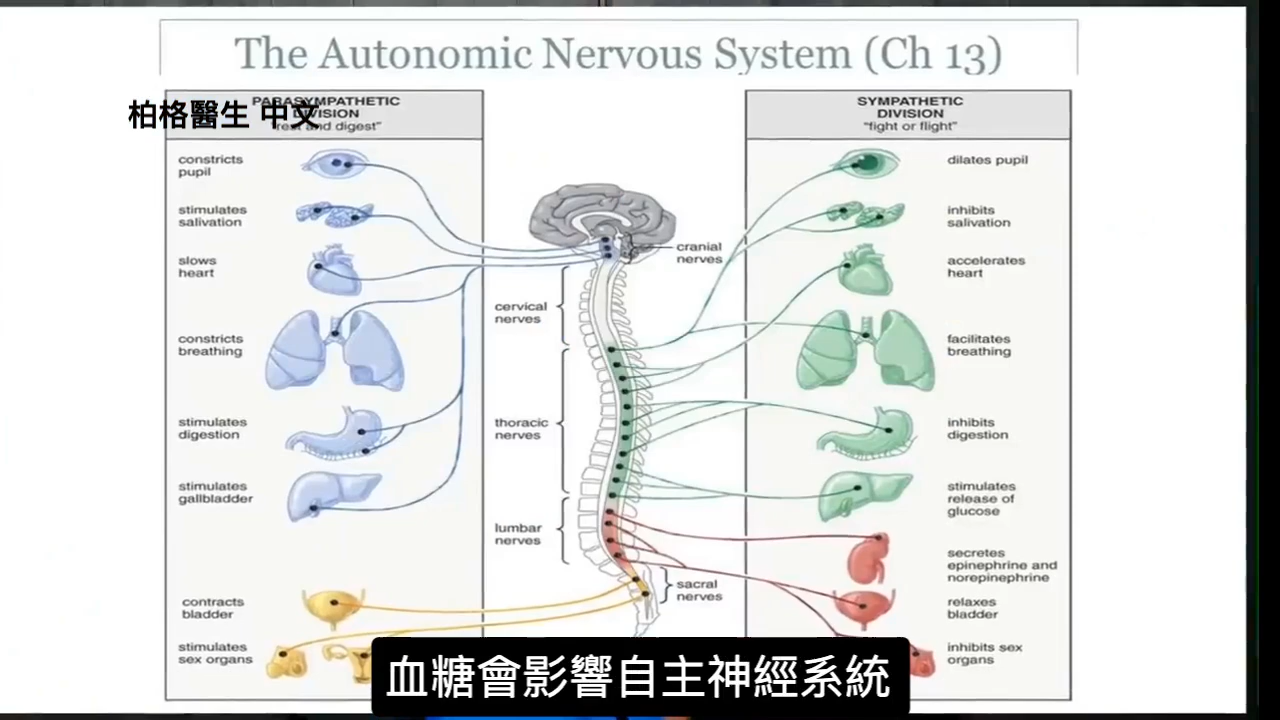 The Autonomic Nervous System (Ch 13)
PARASYMPATHETIC
DIVISION
"rest and digest"
柏格醫生 中文
constricts
pupil
stimulates
salivation
slows
heart
constricts
breathing
stimulates
digestion
stimulates
gallbladder
contracts
bladder
stimulates
sex organs
cranial
nerves
cervical
nerves
thoracic
nerves
lumbar
nerves
sacral
nerves
SYMPATHETIC
DIVISION
"fight or flight"
dilates pupil
inhibits
salivation
accelerates
heart
facilitates
breathing
inhibits
digestion
stimulates
release of
glucose
secretes
epinephrine and
norepinephrine
relaxes
bladder
inhibits sex
organs
血糖會影響自主神經系統